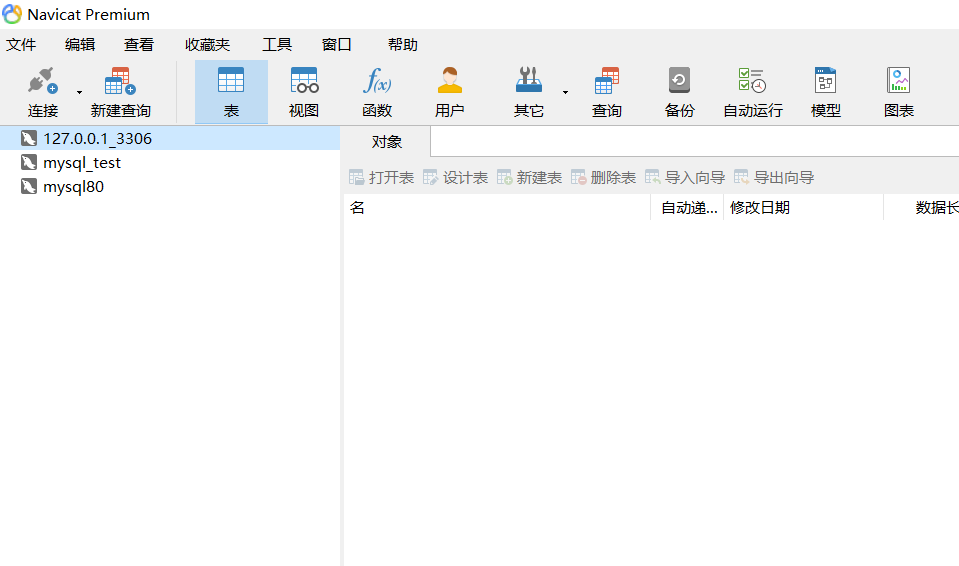 Navicat Premium
文件 编辑 查看 收藏夹 工具 窗口 帮助
连接 新建查询 表 视图 f(x) 函数 用户 其它 查询 备份 自动运行 模型 图表
127.0.0.1_3306
mysql_test
mysql80
对象
打开表 设计表 新建表 删除表 导入向导 导出向导
名 自动递... 修改日期 数据长